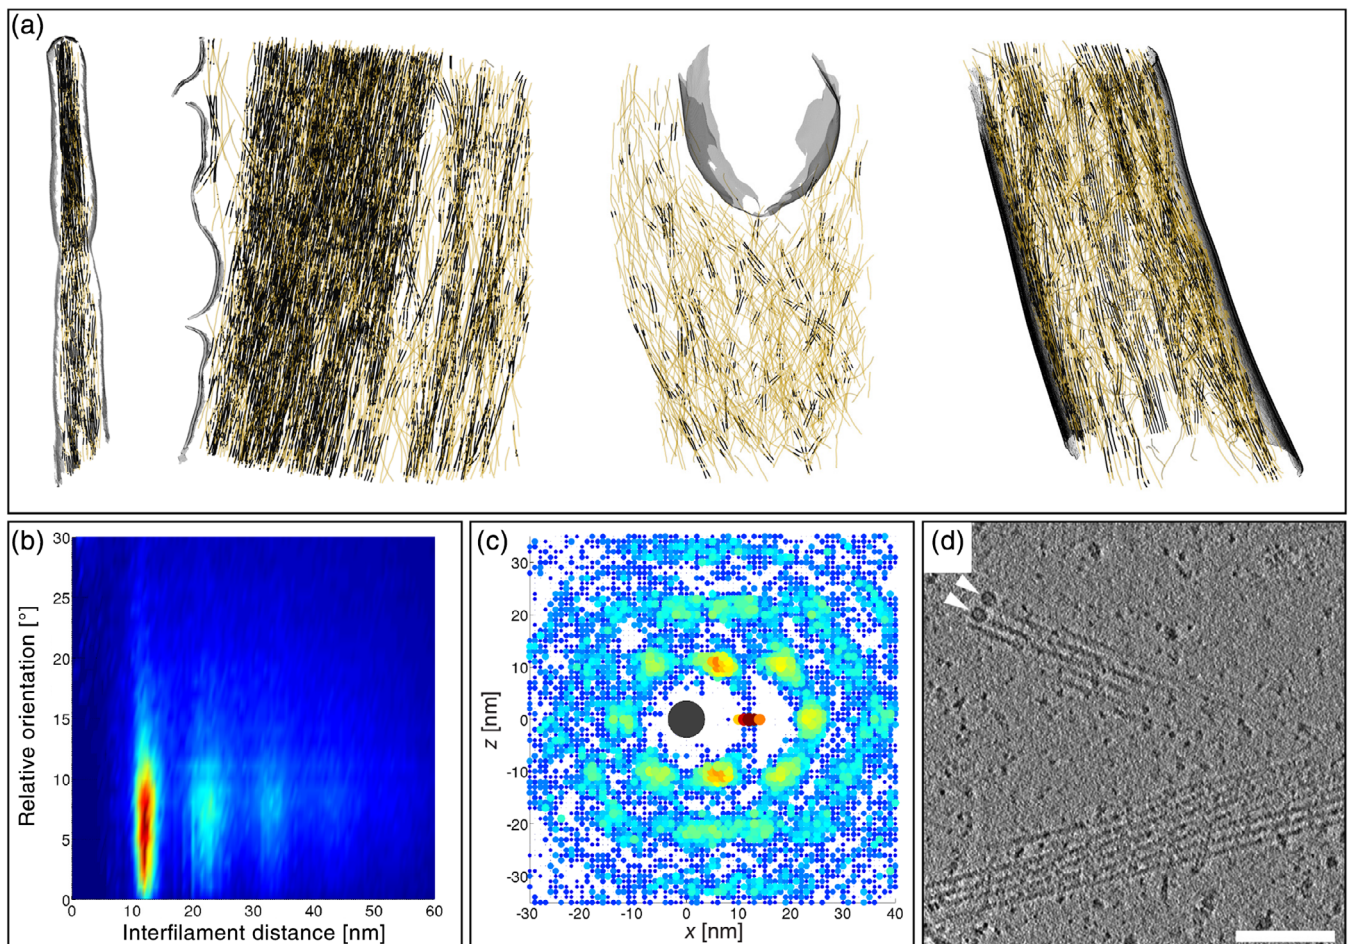 (a)
(b)
30
25
20
15
10
5
0
0 10 20 30 40 50 60
Relative orientation [°]
Interfilament distance [nm]
(c)
30
20
10
0
-10
-20
-30
-30 -20 -10 0 10 20 30 40
z [nm]
x [nm]
(d)